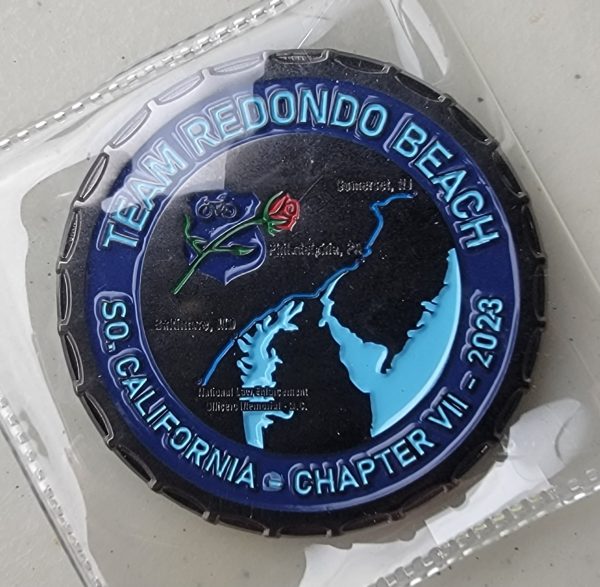 TEAM REDONDO BEACH
Somerset, NJ
Philadelphia, PA
Baltimore, MD
National Law Enforcement
Officers Memorial - D.C.
SO. CALIFORNIA CHAPTER VII - 2023